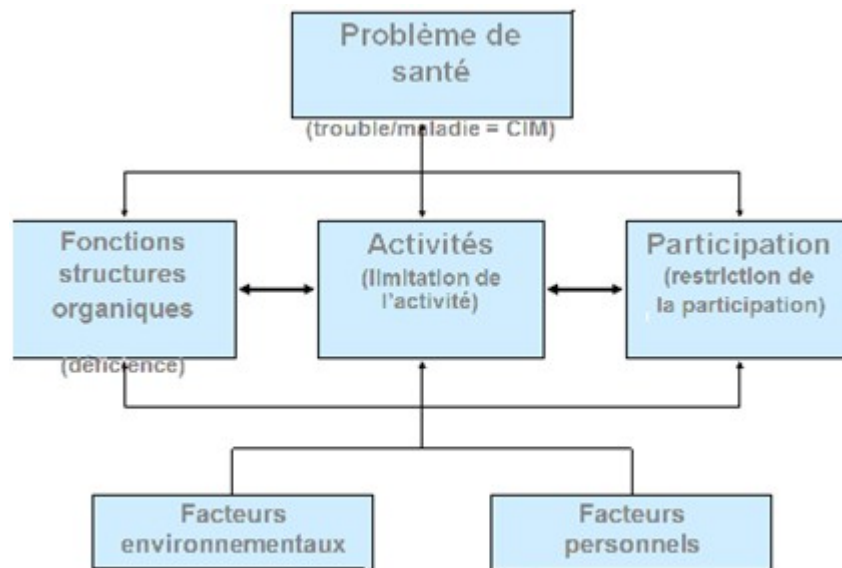 Problème de
santé
(trouble/maladie = CIM)
Fonctions
structures
organiques
(déficience)
Activités
(limitation de
l'activité)
Participation
(restriction de
la participation)
Facteurs
environnementaux
Facteurs
personnels